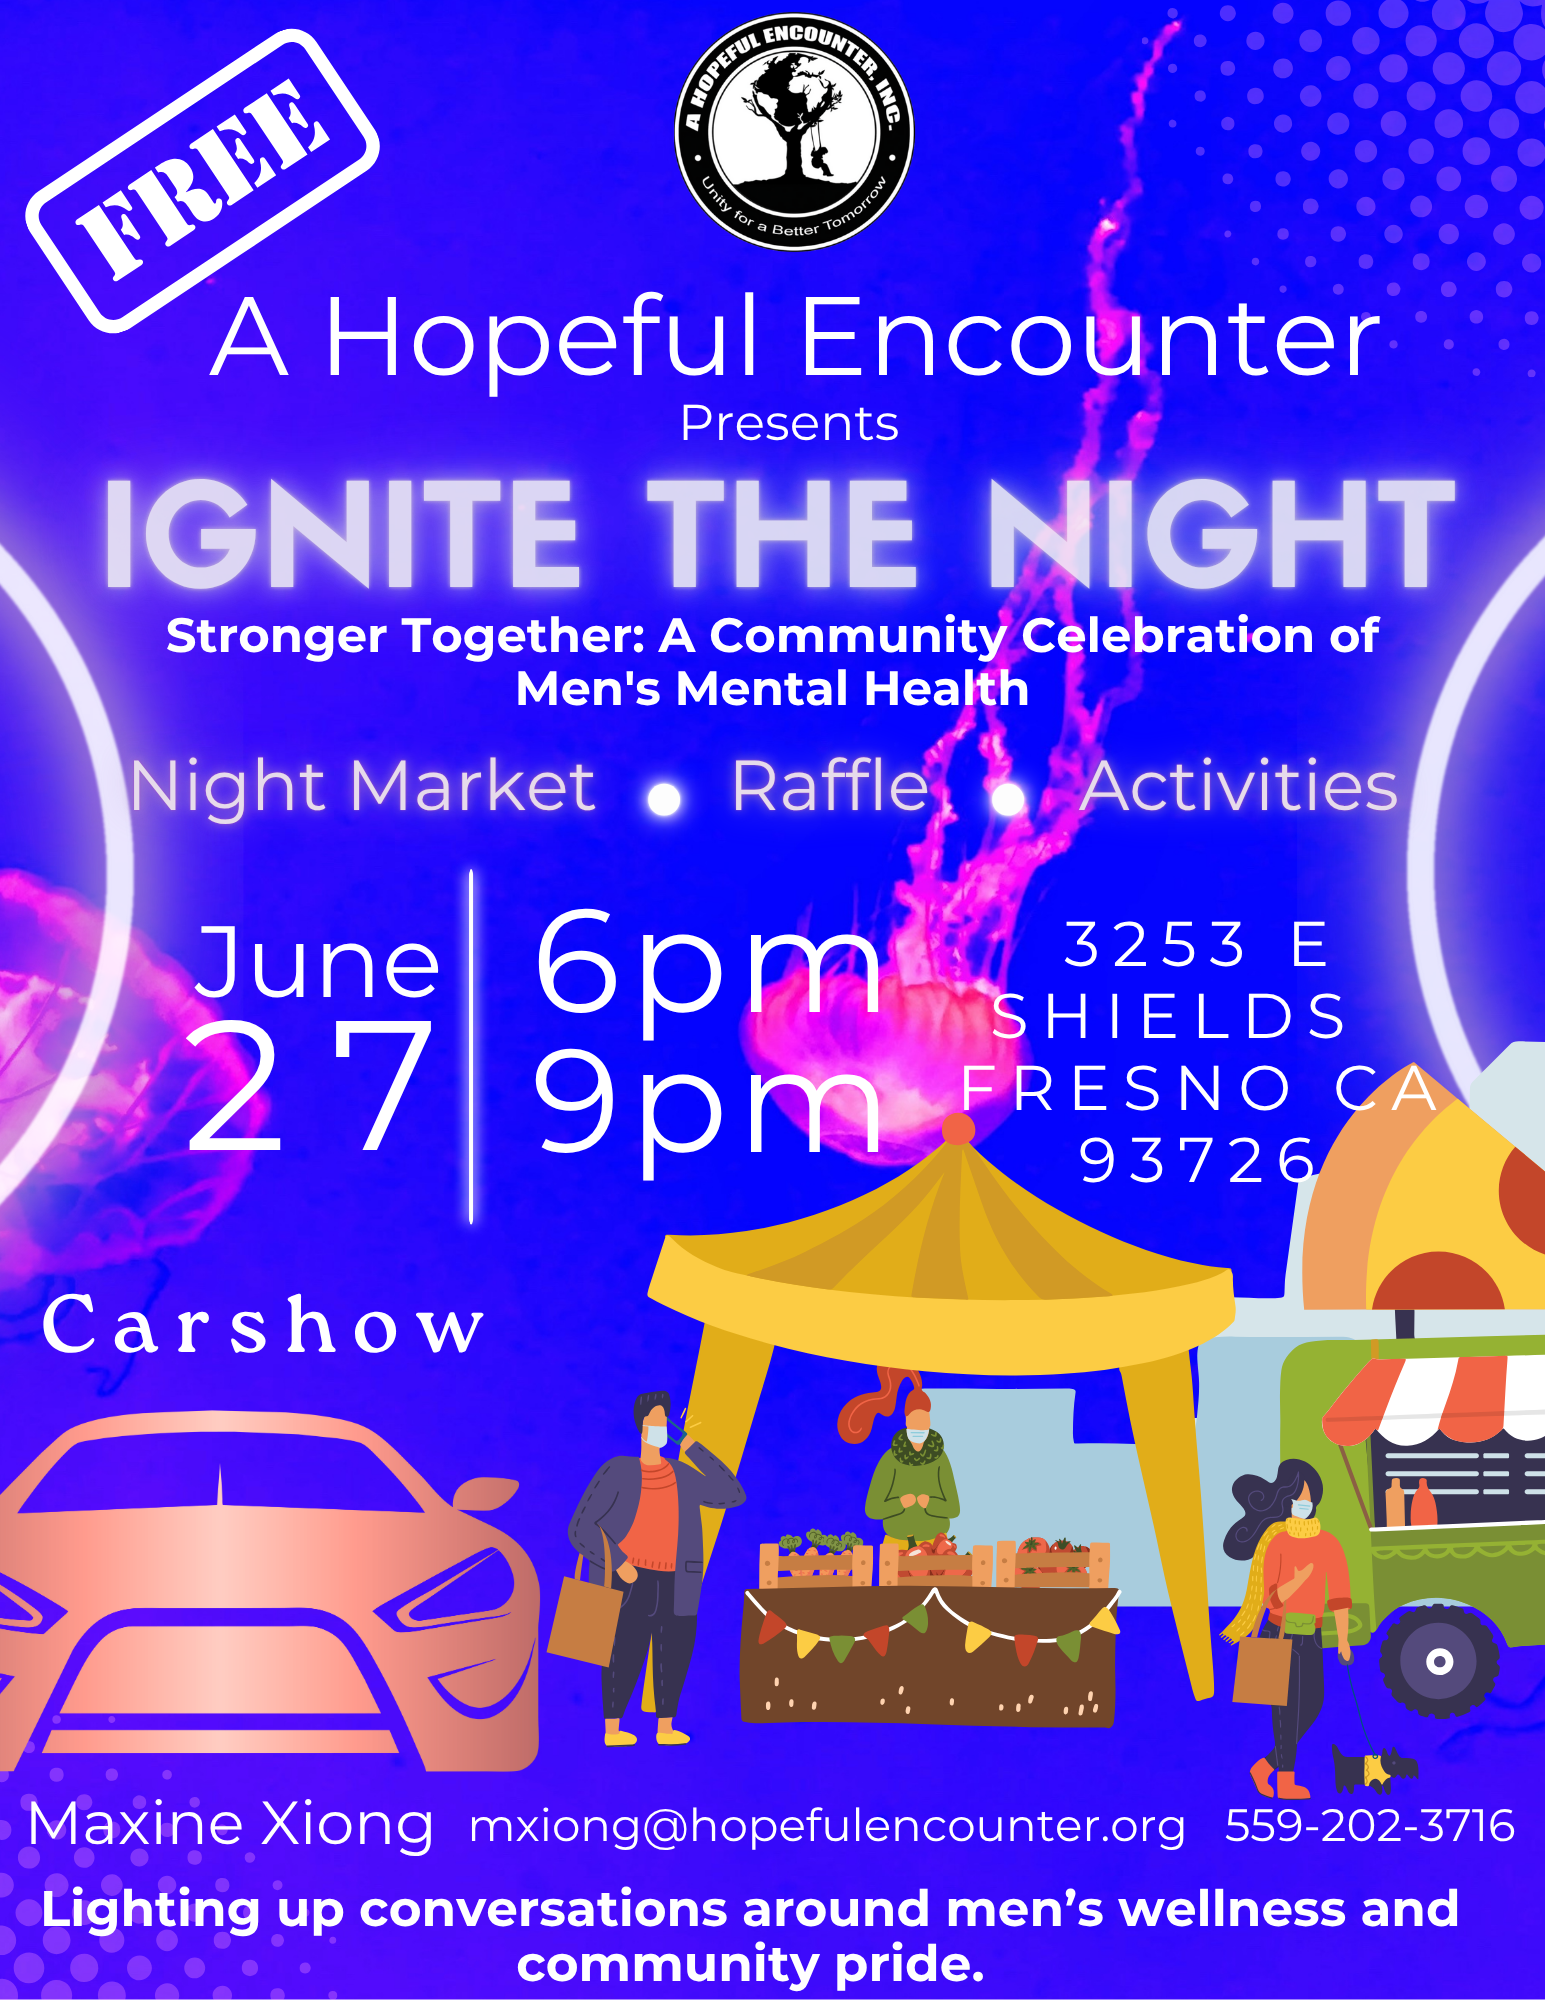 FREE
A HOPEFUL ENCOUNTER, INC.
Unity for a Better Tomorrow
A Hopeful Encounter
Presents
IGNITE THE NIGHT
Stronger Together: A Community Celebration of
Men's Mental Health
Night Market • Raffle • Activities
June
27
6pm
9pm
3253 E
SHIELDS
FRESNO CA
93726
Carshow
Maxine Xiong mxiong@hopefulencounter.org 559-202-3716
Lighting up conversations around men’s wellness and
community pride.